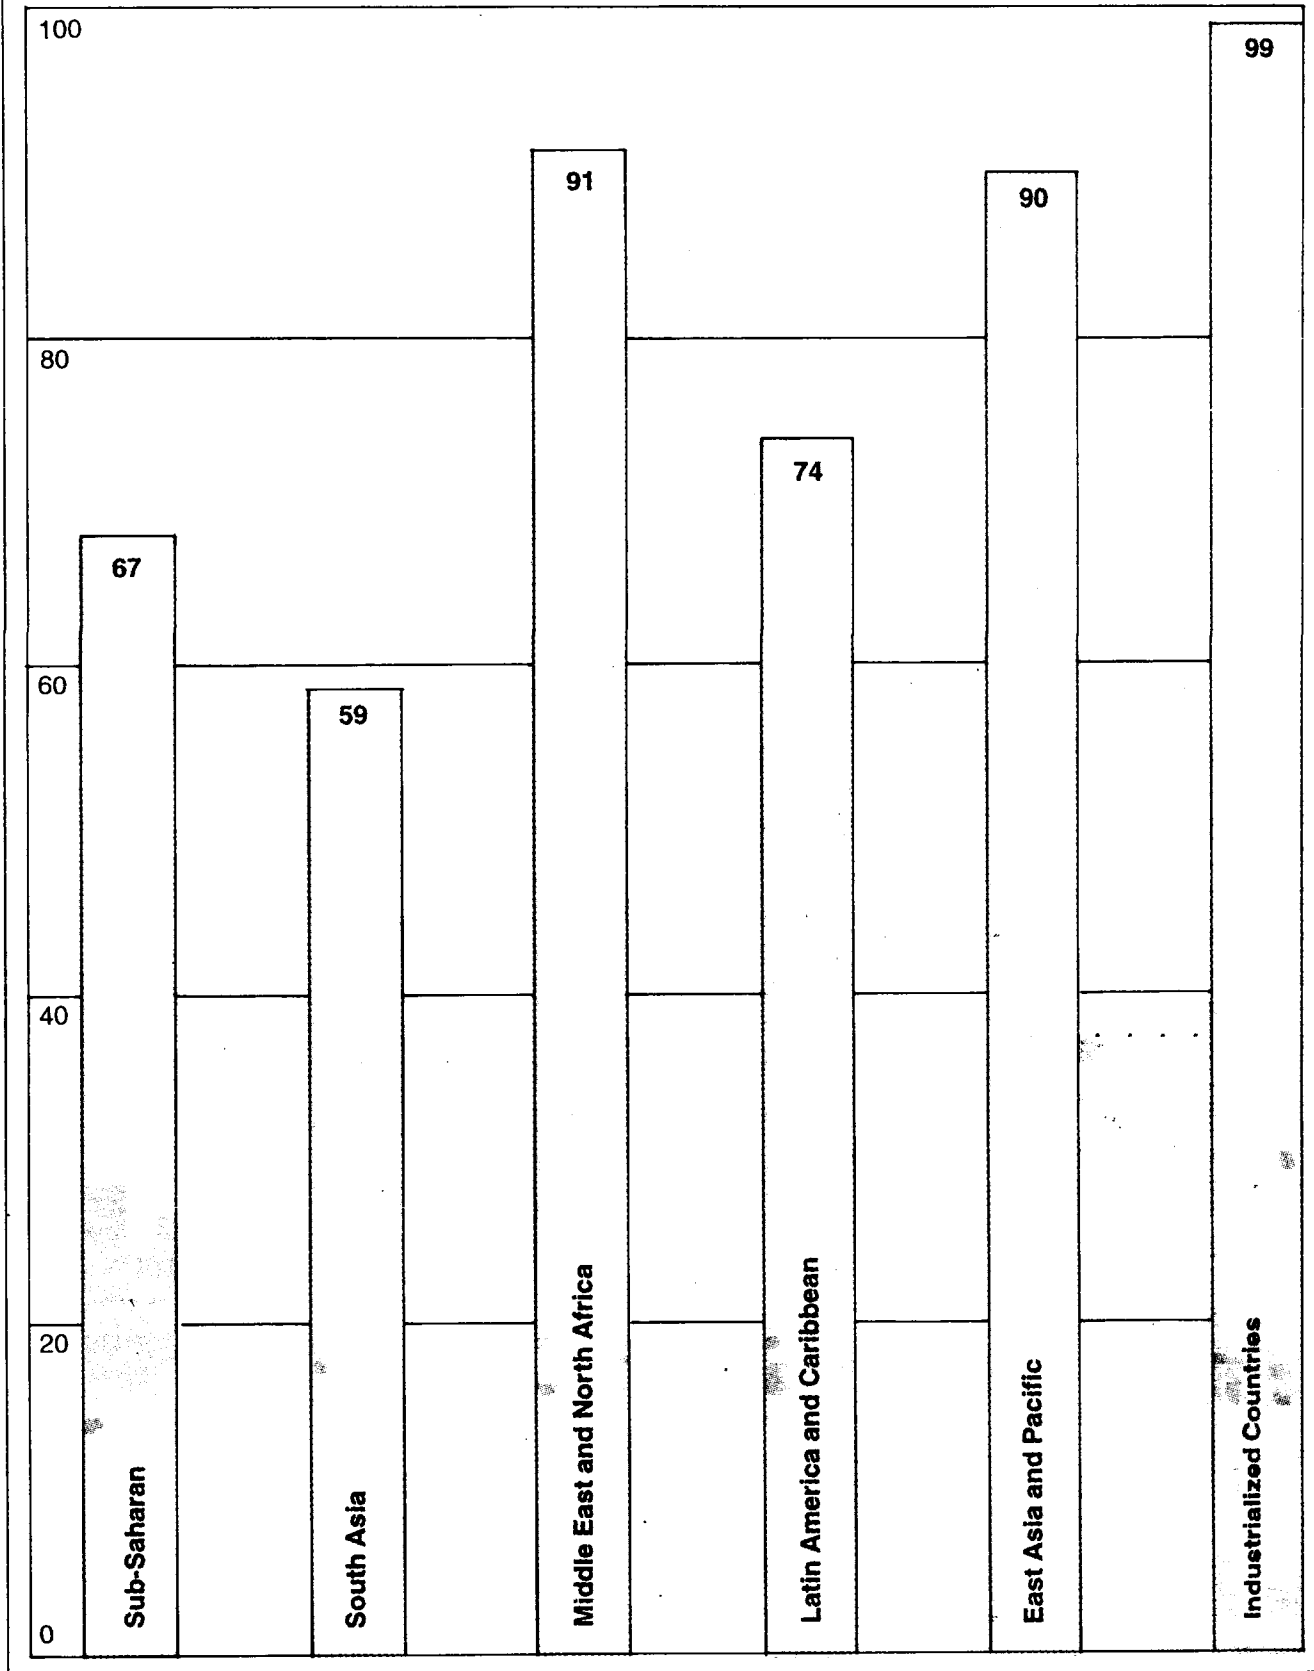 100
99
91
90
80
74
67
60
59
40
20
0
Sub-Saharan
South Asia
Middle East and North Africa
Latin America and Caribbean
East Asia and Pacific
Industrialized Countries